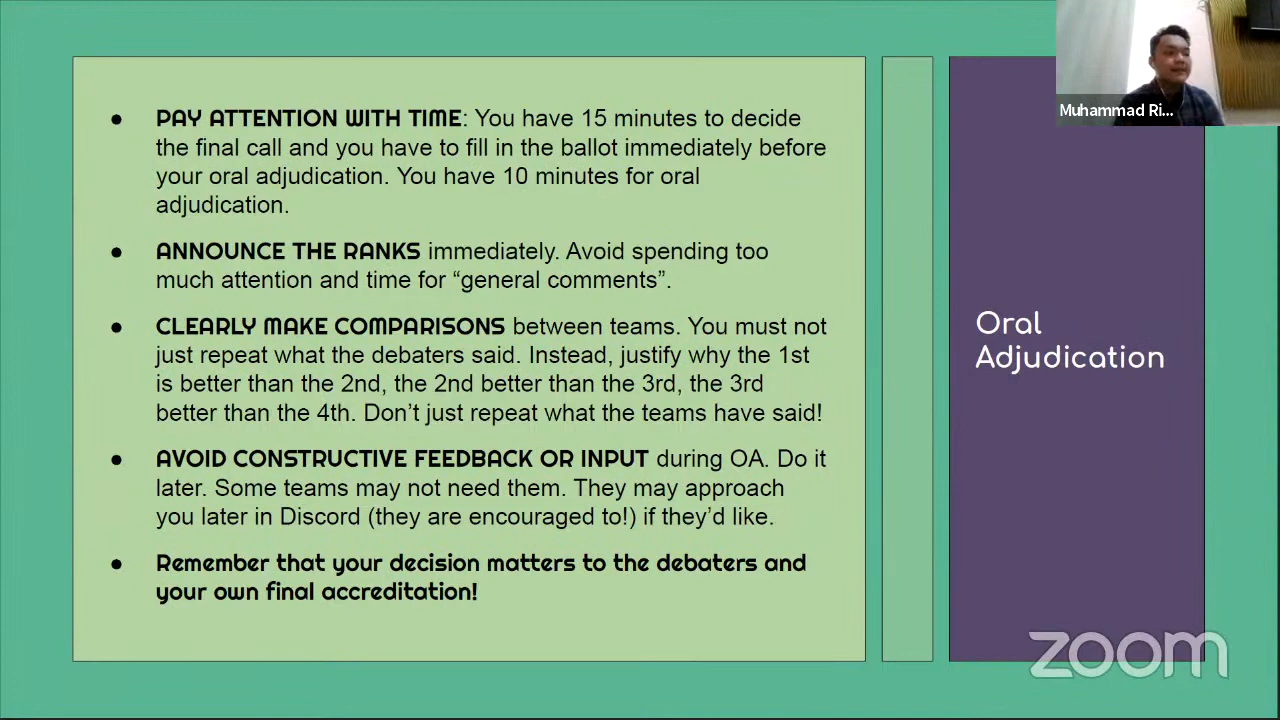 ● PAY ATTENTION WITH TIME: You have 15 minutes to decide
the final call and you have to fill in the ballot immediately before
your oral adjudication. You have 10 minutes for oral
adjudication.
● ANNOUNCE THE RANKS immediately. Avoid spending too
much attention and time for “general comments”.
● CLEARLY MAKE COMPARISONS between teams. You must not
just repeat what the debaters said. Instead, justify why the 1st
is better than the 2nd, the 2nd better than the 3rd, the 3rd
better than the 4th. Don’t just repeat what the teams have said!
● AVOID CONSTRUCTIVE FEEDBACK OR INPUT during OA. Do it
later. Some teams may not need them. They may approach
you later in Discord (they are encouraged to!) if they’d like.
● Remember that your decision matters to the debaters and
your own final accreditation!
Oral
Adjudication
Muhammad Ri...
zoom